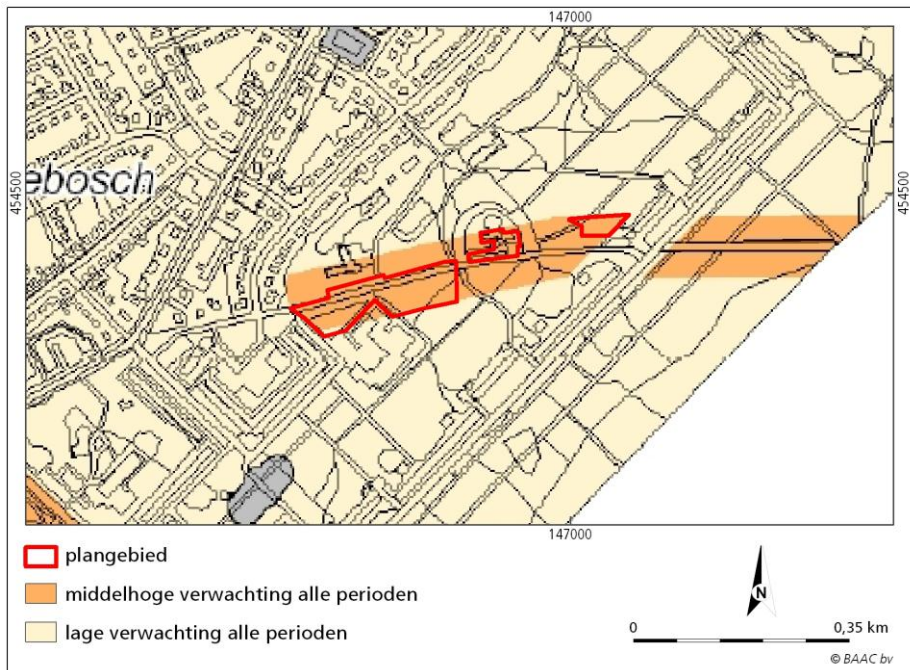 147000
454500
454500
ebosch
147000
plangebied
middelhoge verwachting alle perioden
lage verwachting alle perioden
N
0 0,35 km
© BAAC bv